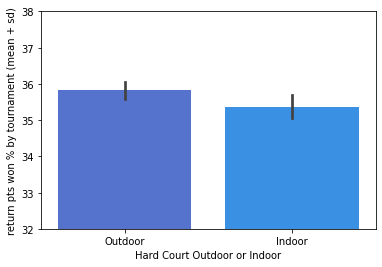 return pts won % by tournament (mean + sd)
38
37
36
35
34
33
32
Outdoor Indoor
Hard Court Outdoor or Indoor